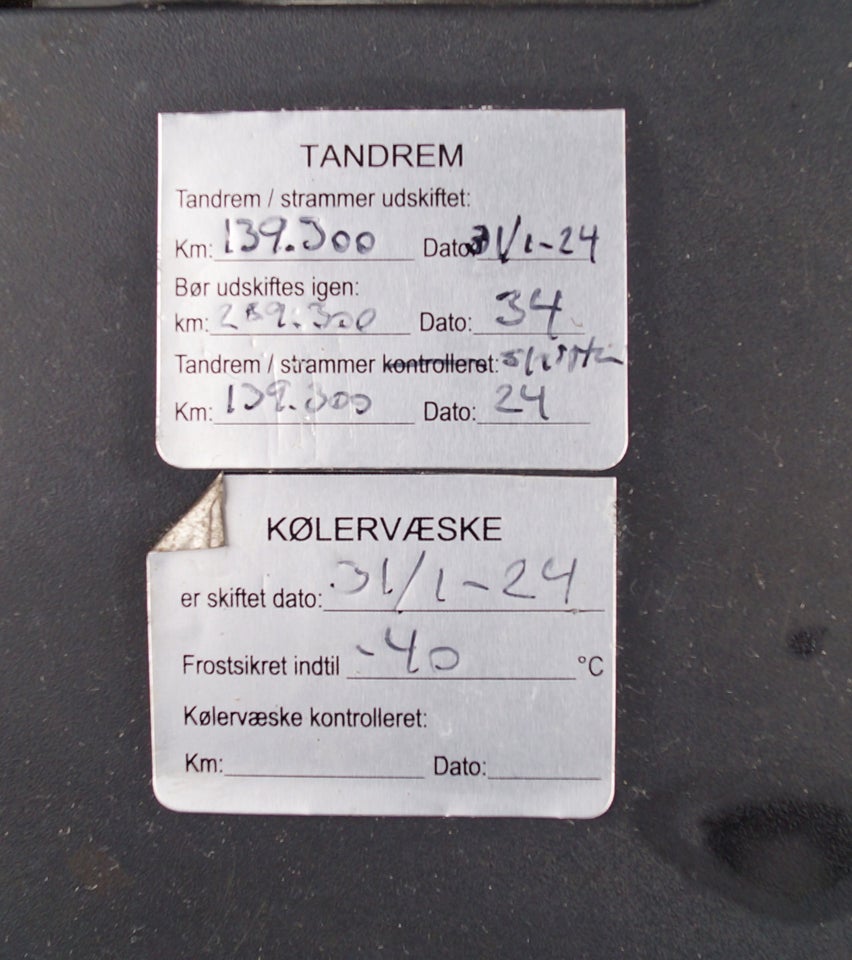 TANDREM
Tandrem / strammer udskiftet:
Km: 139.300 Dato: 31/1-24
Bør udskiftes igen:
km: Dato: 34
Tandrem / strammer kontrolleret:
Km: 139.300 Dato: 24
KØLERVÆSKE
er skiftet dato: 31/1-24
Frostsikret indtil -40 °C
Kølervæske kontrolleret:
Km: Dato: